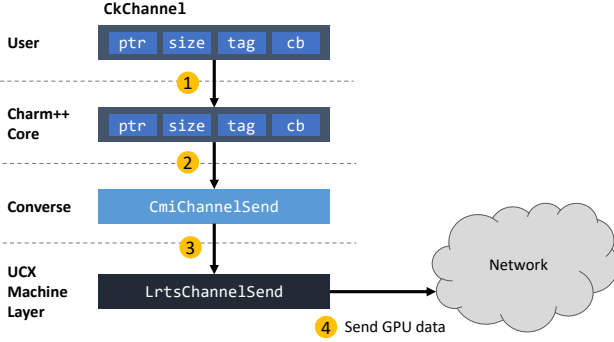 CkChannel
User
ptr size tag cb
1
Charm++
Core
ptr size tag cb
2
Converse
CmiChannelSend
3
UCX
Machine
Layer
LrtsChannelSend
Network
4 Send GPU data